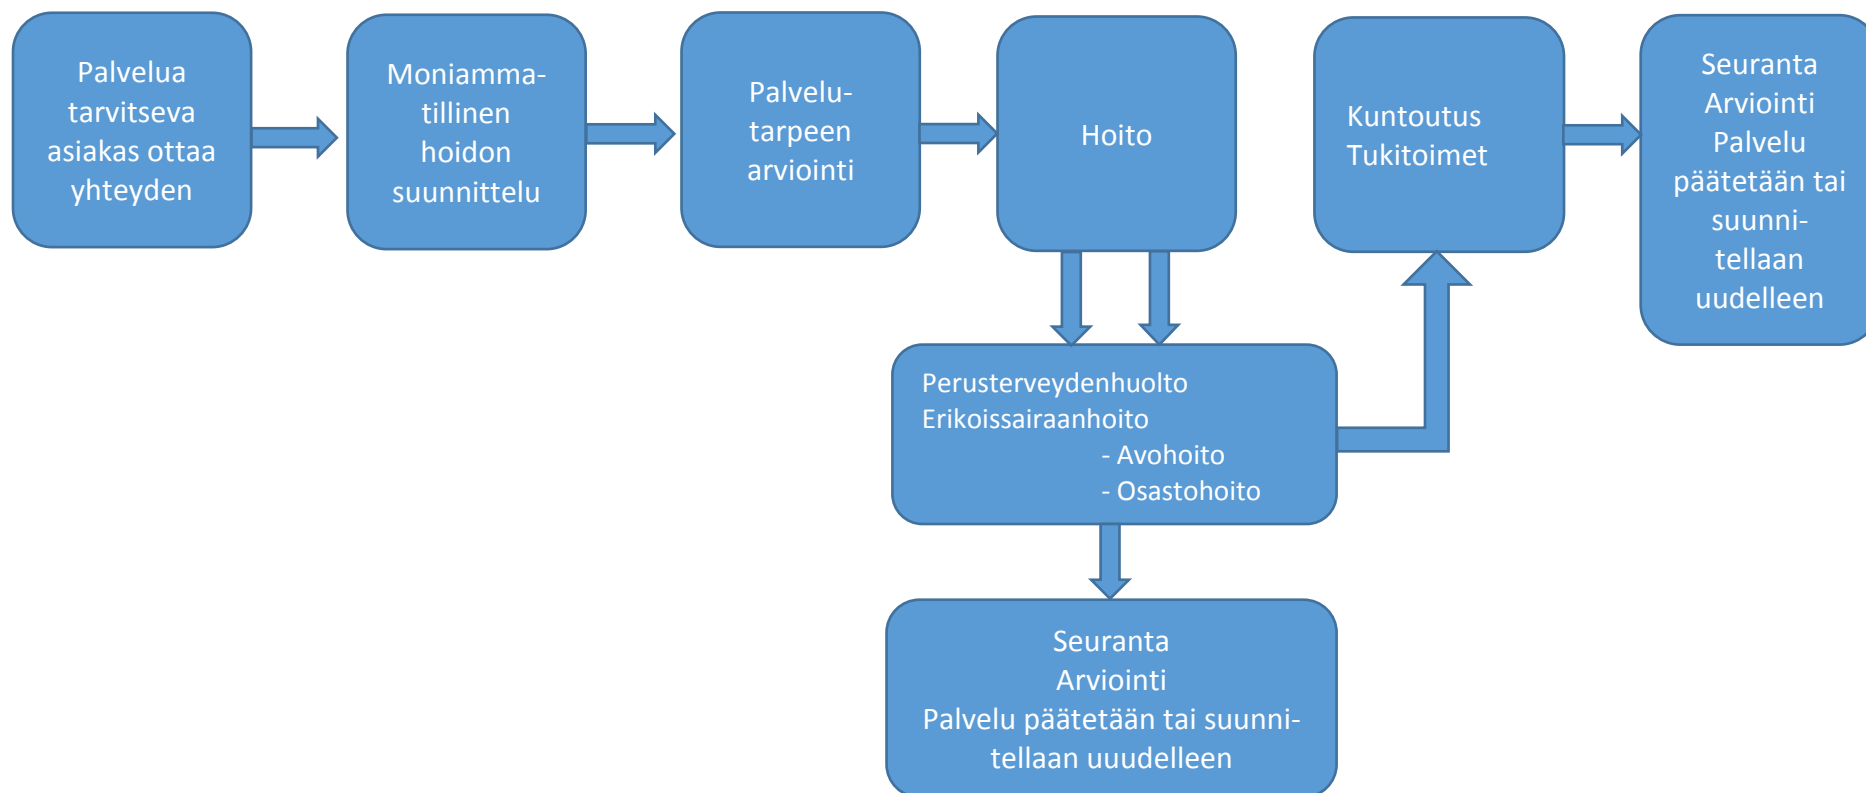 Palvelua
tarvitseva
asiakas ottaa
yhteyden
Moniamma-
tillinen
hoidon
suunnittelu
Palvelu-
tarpeen
arviointi
Hoito
Kuntoutus
Tukitoimet
Seuranta
Arviointi
Palvelu
päätetään tai
suunni-
tellaan
uudelleen
Perusterveydenhuolto
Erikoissairaanhoito
- Avohoito
- Osastohoito
Seuranta
Arviointi
Palvelu päätetään tai suunni-
tellaan uuudelleen